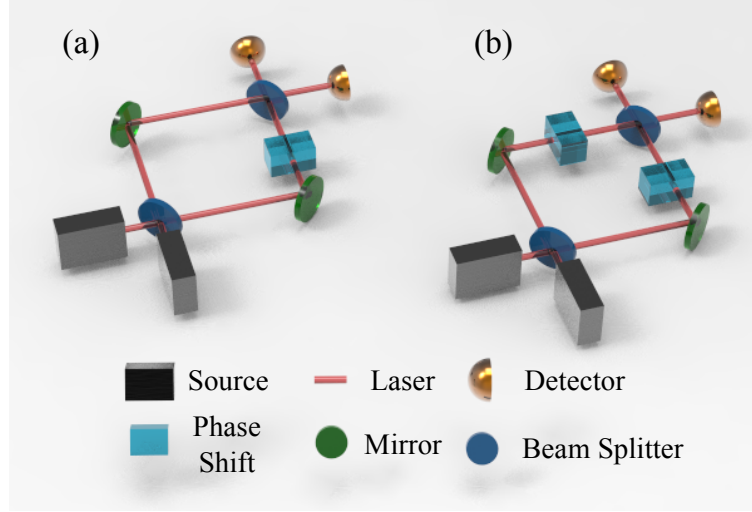 (a)
(b)
Source
Laser
Detector
Phase
Shift
Mirror
Beam Splitter